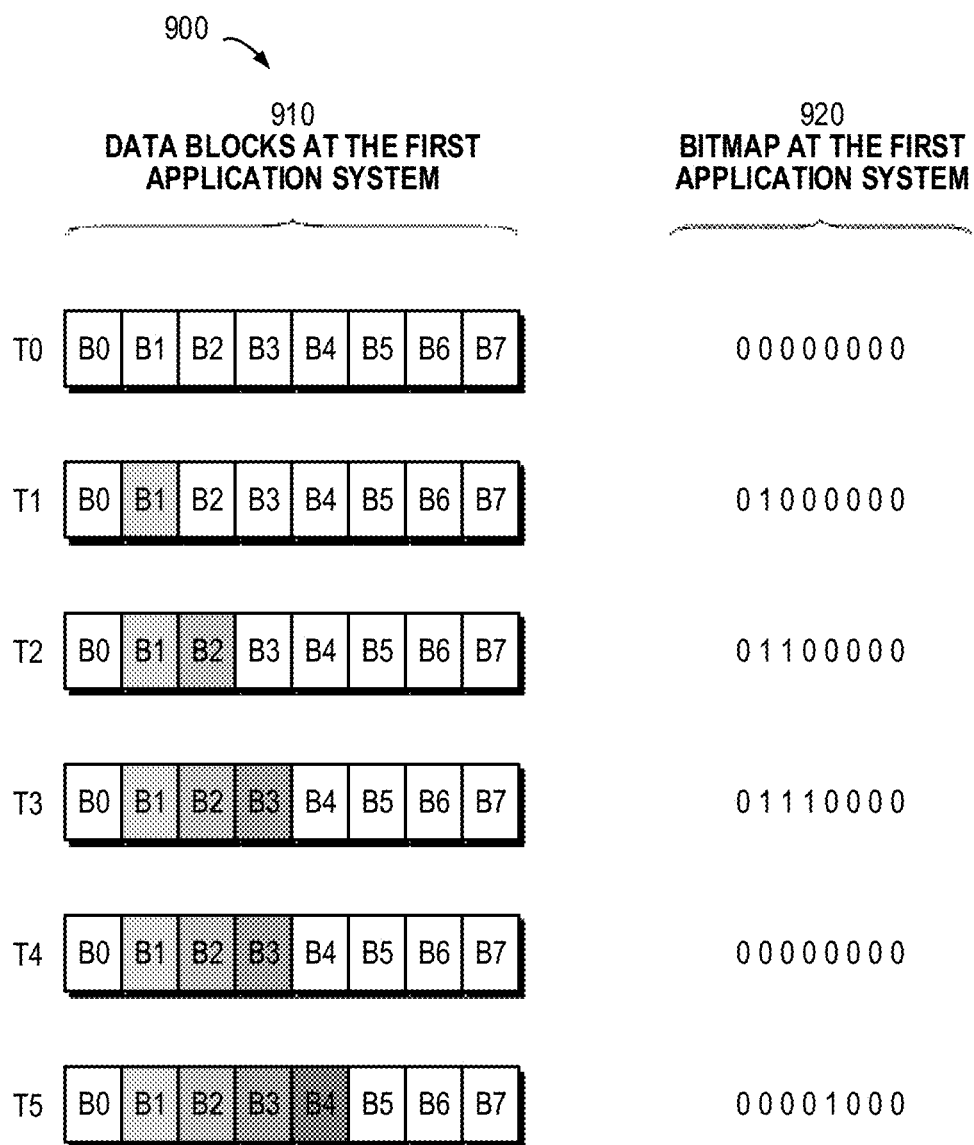 900
910
DATA BLOCKS AT THE FIRST
APPLICATION SYSTEM
920
BITMAP AT THE FIRST
APPLICATION SYSTEM
T0 B0 B1 B2 B3 B4 B5 B6 B7 0 0 0 0 0 0 0 0
T1 B0 B1 B2 B3 B4 B5 B6 B7 0 1 0 0 0 0 0 0
T2 B0 B1 B2 B3 B4 B5 B6 B7 0 1 1 0 0 0 0 0
T3 B0 B1 B2 B3 B4 B5 B6 B7 0 1 1 1 0 0 0 0
T4 B0 B1 B2 B3 B4 B5 B6 B7 0 0 0 0 0 0 0 0
T5 B0 B1 B2 B3 B4 B5 B6 B7 0 0 0 0 1 0 0 0